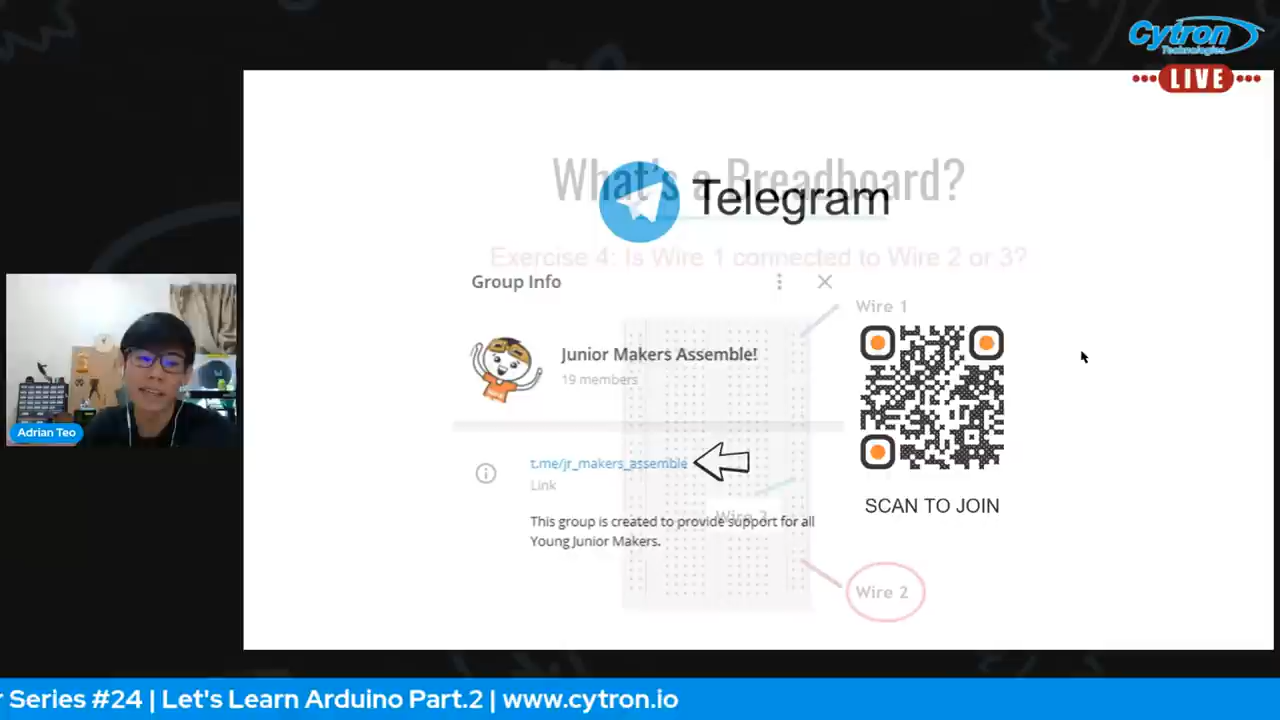 Cytron
Technologies
LIVE
What's a Breadboard?
Telegram
Exercise 4: Is Wire 1 connected to Wire 2 or 3?
Group Info
Wire 1
Junior Makers Assemble!
19 members
t.me/jr_makers_assemble
Link
SCAN TO JOIN
This group is created to provide support for all
Young Junior Makers.
Wire 3
Wire 2
Adrian Teo
r Series #24 | Let's Learn Arduino Part.2 | www.cytron.io